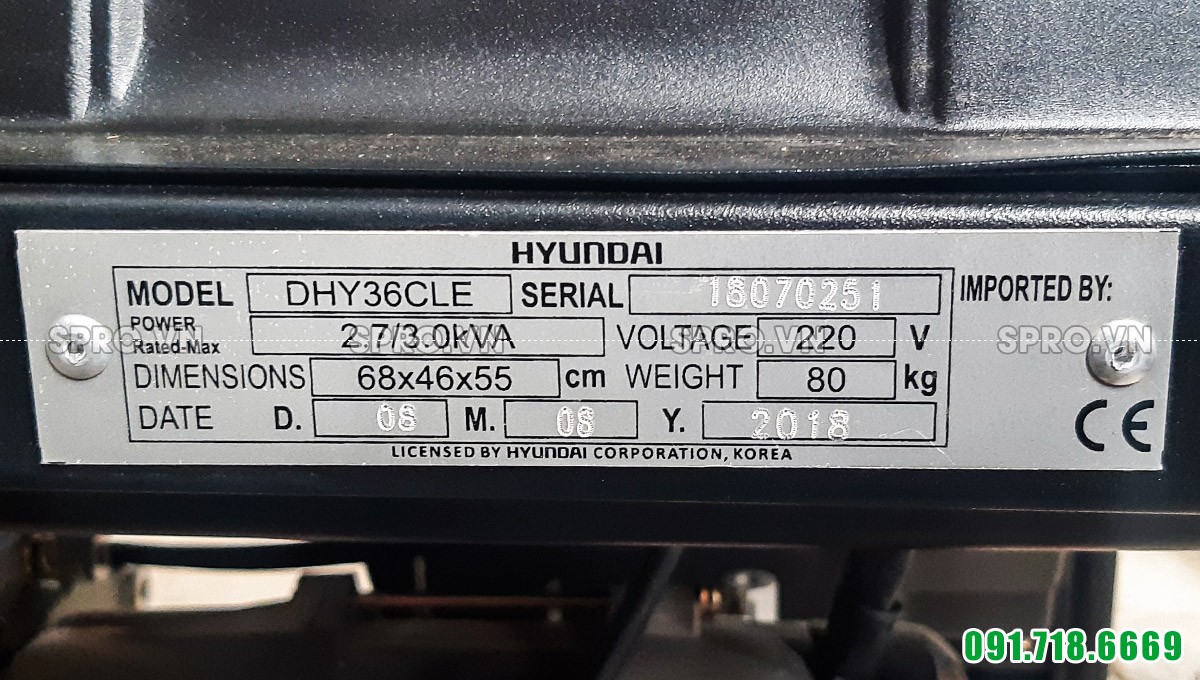 HYUNDAI
MODEL DHY36CLE SERIAL 18070251 IMPORTED BY:
POWER Rated-Max 2.7/3.0kVA VOLTAGE 220 V
DIMENSIONS 68x46x55 cm WEIGHT 80 kg
DATE D. 08 M. 08 Y. 2018 CE
LICENSED BY HYUNDAI CORPORATION, KOREA
SPRO.VN SPRO.VN SPRO.VN SPRO.VN
091.718.6669